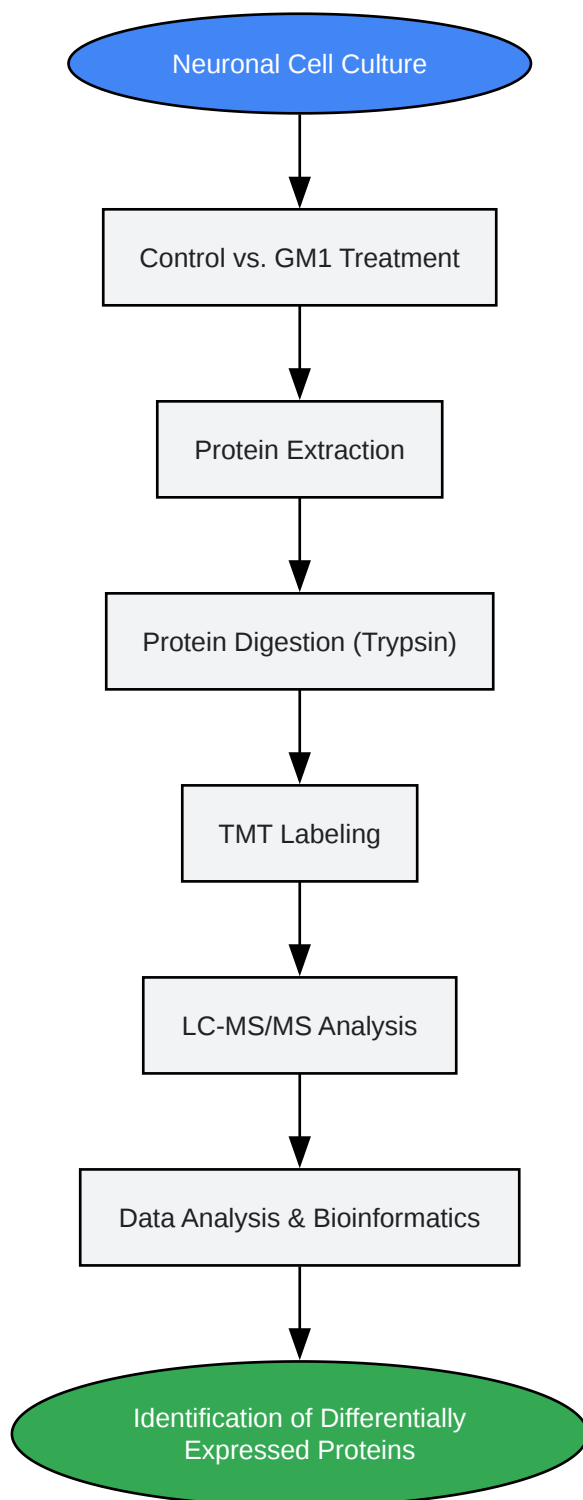 Neuronal Cell Culture
Control vs. GM1 Treatment
Protein Extraction
Protein Digestion (Trypsin)
TMT Labeling
LC-MS/MS Analysis
Data Analysis & Bioinformatics
Identification of Differentially
Expressed Proteins